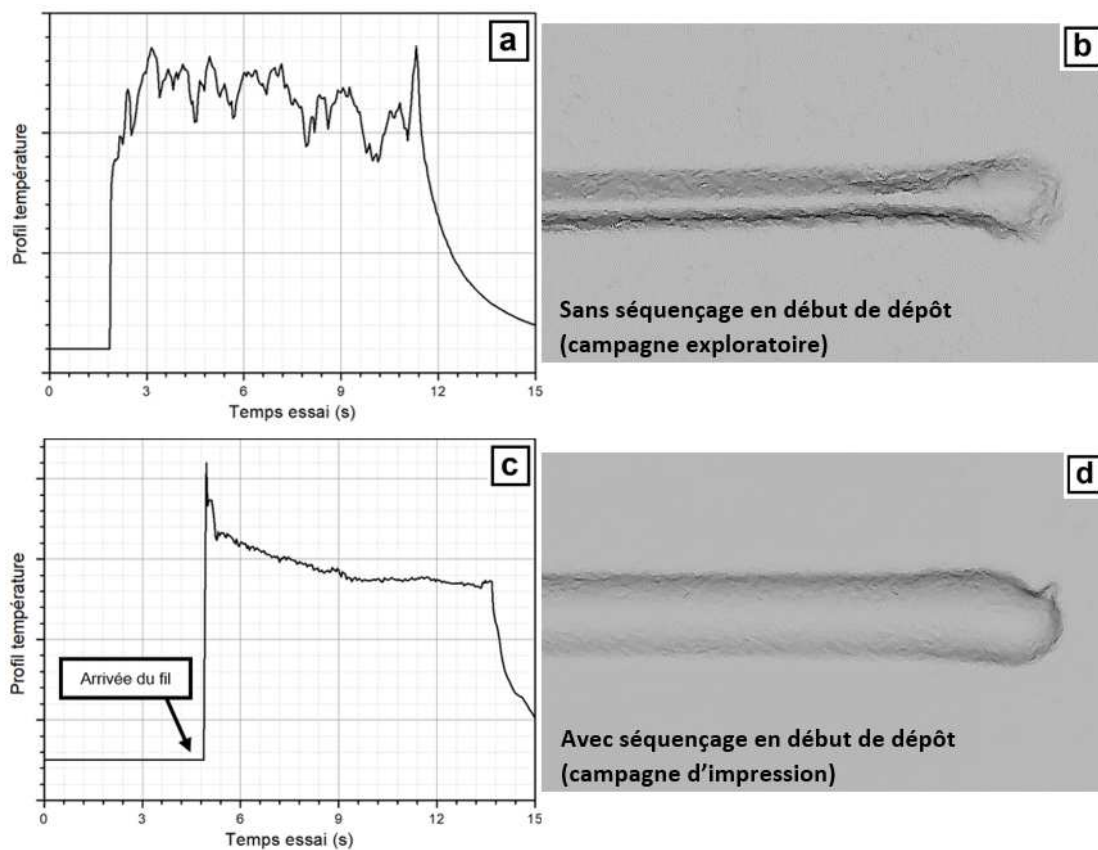 a
Profil température
0 3 6 9 12 15
Temps essai (s)
b
Sans séquençage en début de dépôt
(campagne exploratoire)
c
Profil température
Arrivée du fil
0 3 6 9 12 15
Temps essai (s)
d
Avec séquençage en début de dépôt
(campagne d’impression)